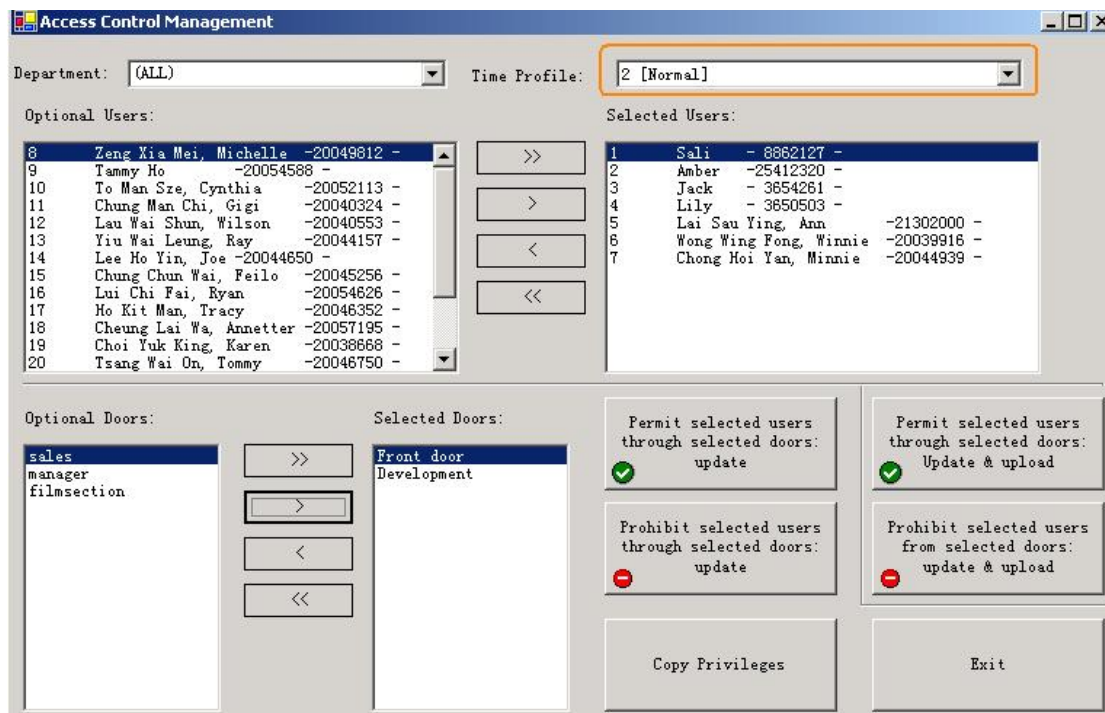 Access Control Management
Department: (ALL) Time Profile: 2 [Normal]
Optional Users: Selected Users:
8 Zeng Xia Mei, Michelle -20049812 -
9 Tammy Ho -20054588 -
10 To Man Sze, Cynthia -20052113 -
11 Chung Man Chi, Gigi -20040324 -
12 Lau Wai Shun, Wilson -20040553 -
13 Yiu Wai Leung, Ray -20044157 -
14 Lee Ho Yin, Joe -20044650 -
15 Chung Chun Wai, Feilo -20045256 -
16 Lui Chi Fai, Ryan -20054626 -
17 Ho Kit Man, Tracy -20046352 -
18 Cheung Lai Wa, Annetter -20057195 -
19 Choi Yuk King, Karen -20038668 -
20 Tsang Wai On, Tommy -20046750 -
>>
>
<
<<
1 Sali - 8862127 -
2 Amber -25412320 -
3 Jack - 3654261 -
4 Lily - 3650503 -
5 Lai Sau Ying, Ann -21302000 -
6 Wong Wing Fong, Winnie -20039916 -
7 Chong Hoi Yan, Minnie -20044939 -
Optional Doors: Selected Doors:
sales
manager
filmsection
>>
>
<
<<
Front door
Development
Permit selected users
through selected doors:
update
Permit selected users
through selected doors:
Update & upload
Prohibit selected users
through selected doors:
update
Prohibit selected users
from selected doors:
update & upload
Copy Privileges
Exit